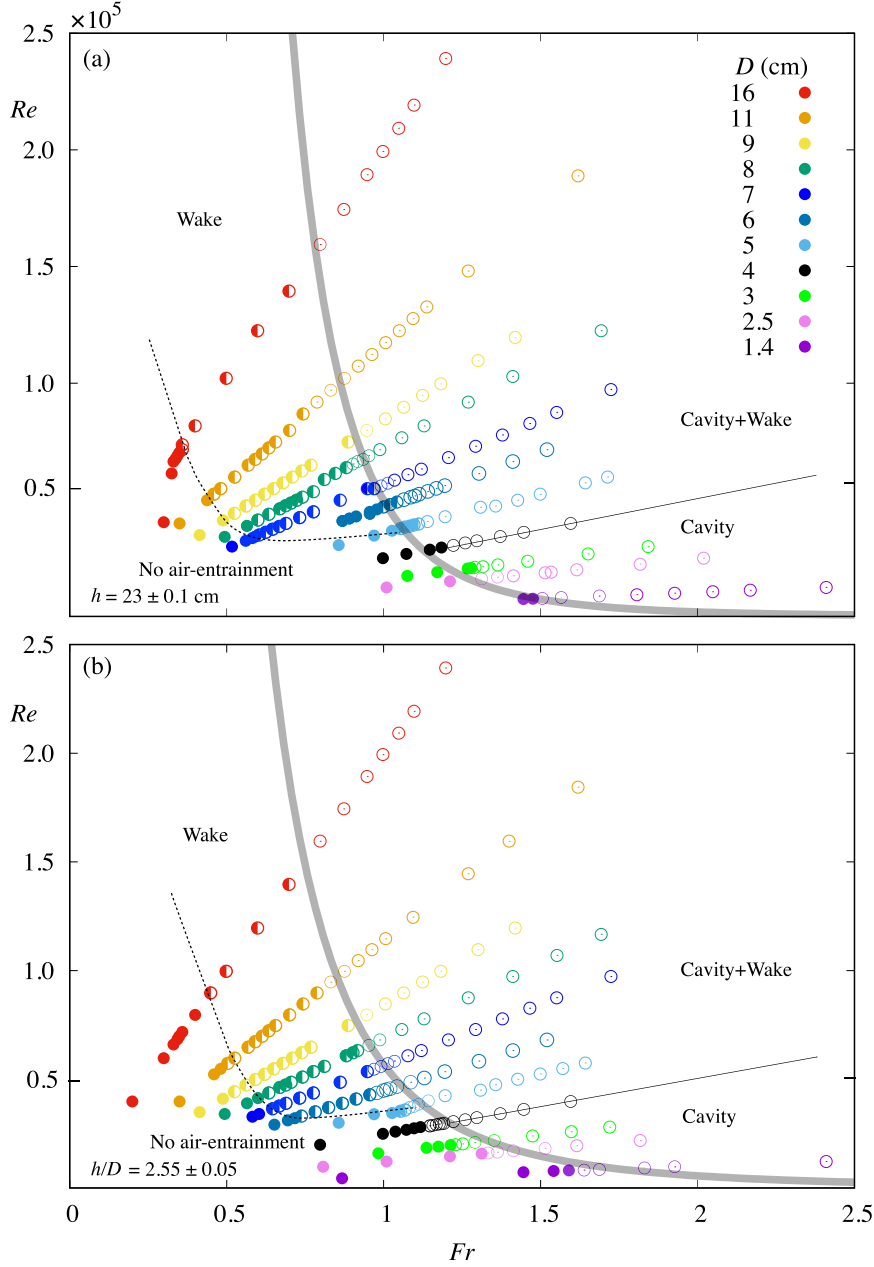 ×10⁵
2.5
(a)
D (cm)
16
Re
11
9
2.0
8
7
Wake
6
5
4
1.5
3
2.5
1.4
1.0
Cavity+Wake
0.5
Cavity
No air-entrainment
h = 23 ± 0.1 cm
2.5
(b)
Re
2.0
Wake
1.5
1.0
Cavity+Wake
0.5
Cavity
No air-entrainment
h/D = 2.55 ± 0.05
0 0.5 1 1.5 2 2.5
Fr